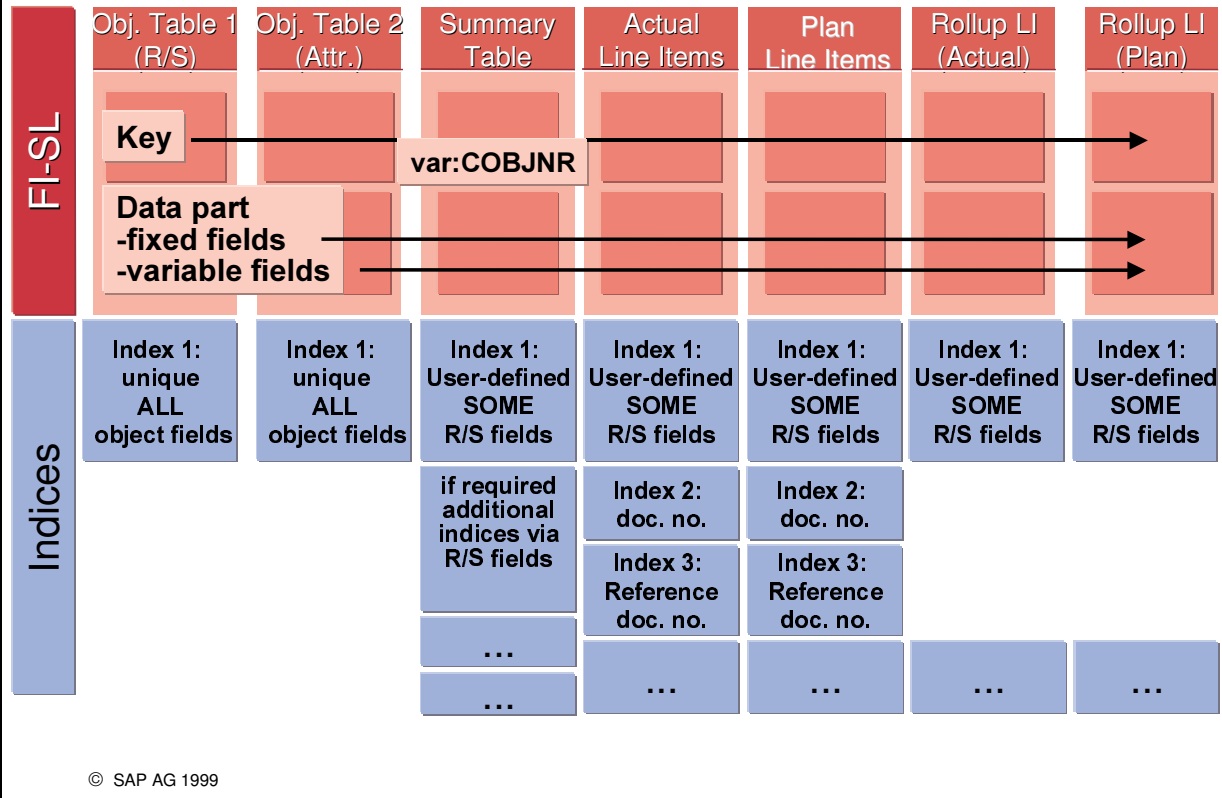 Obj. Table 1
(R/S)
Obj. Table 2
(Attr.)
Summary
Table
Actual
Line Items
Plan
Line Items
Rollup LI
(Actual)
Rollup LI
(Plan)
FI-SL
Key
var:COBJNR
Data part
-fixed fields
-variable fields
Indices
Index 1:
unique
ALL
object fields
Index 1:
unique
ALL
object fields
Index 1:
User-defined
SOME
R/S fields
Index 1:
User-defined
SOME
R/S fields
Index 1:
User-defined
SOME
R/S fields
Index 1:
User-defined
SOME
R/S fields
Index 1:
User-defined
SOME
R/S fields
if required
additional
indices via
R/S fields
Index 2:
doc. no.
Index 2:
doc. no.
Index 3:
Reference
doc. no.
Index 3:
Reference
doc. no.
...
...
...
...
...
...
© SAP AG 1999